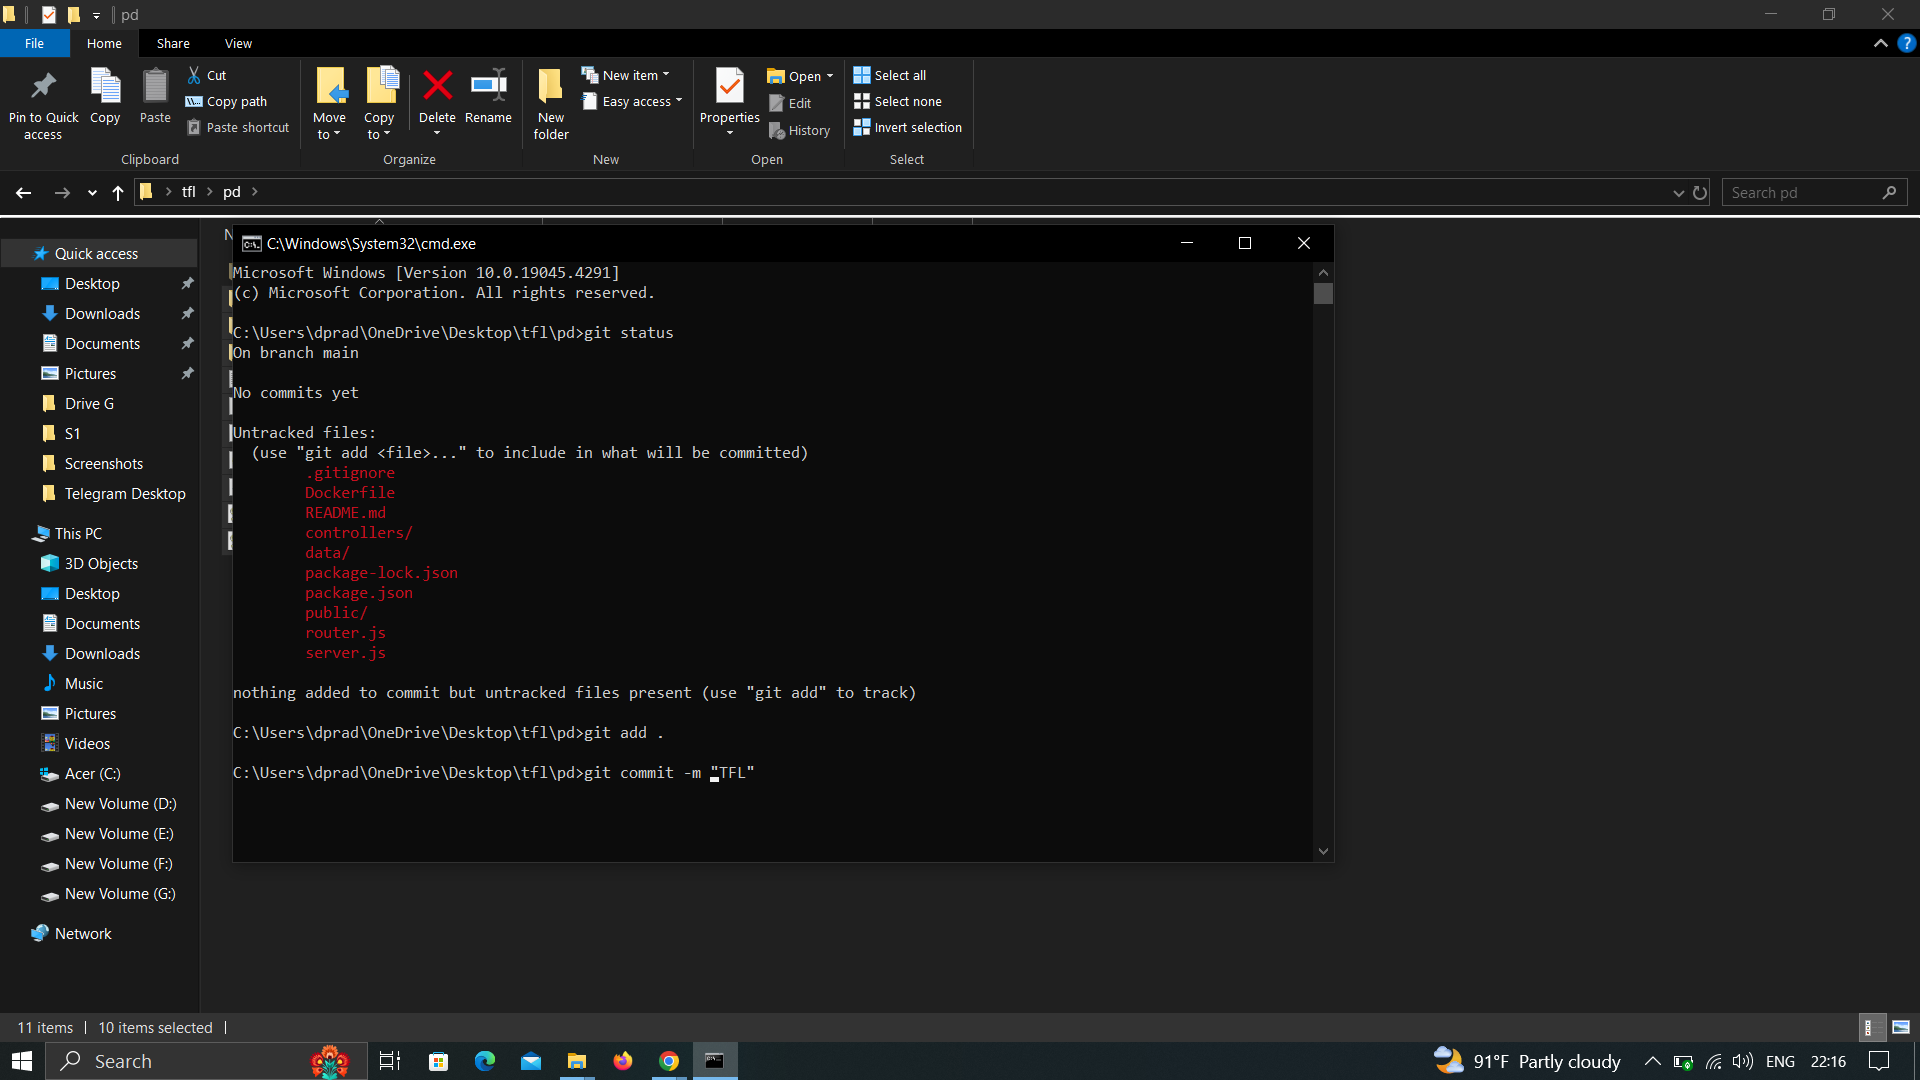 pd
File
Home
Share
View
Pin to Quick access
Copy
Paste
Cut
Copy path
Paste shortcut
Clipboard
Move to
Copy to
Delete
Rename
Organize
New folder
New item
Easy access
New
Properties
Open
Edit
History
Open
Select all
Select none
Invert selection
Select
tfl
pd
Search pd
Quick access
Desktop
Downloads
Documents
Pictures
Drive G
S1
Screenshots
Telegram Desktop
This PC
3D Objects
Desktop
Documents
Downloads
Music
Pictures
Videos
Acer (C:)
New Volume (D:)
New Volume (E:)
New Volume (F:)
New Volume (G:)
Network
C:\Windows\System32\cmd.exe
Microsoft Windows [Version 10.0.19045.4291]
(c) Microsoft Corporation. All rights reserved.
C:\Users\dprad\OneDrive\Desktop\tfl\pd>git status
On branch main
No commits yet
Untracked files:
(use "git add <file>..." to include in what will be committed)
.gitignore
Dockerfile
README.md
controllers/
data/
package-lock.json
package.json
public/
router.js
server.js
nothing added to commit but untracked files present (use "git add" to track)
C:\Users\dprad\OneDrive\Desktop\tfl\pd>git add .
C:\Users\dprad\OneDrive\Desktop\tfl\pd>git commit -m "TFL"
11 items
10 items selected
Search
91°F Partly cloudy
ENG
22:16